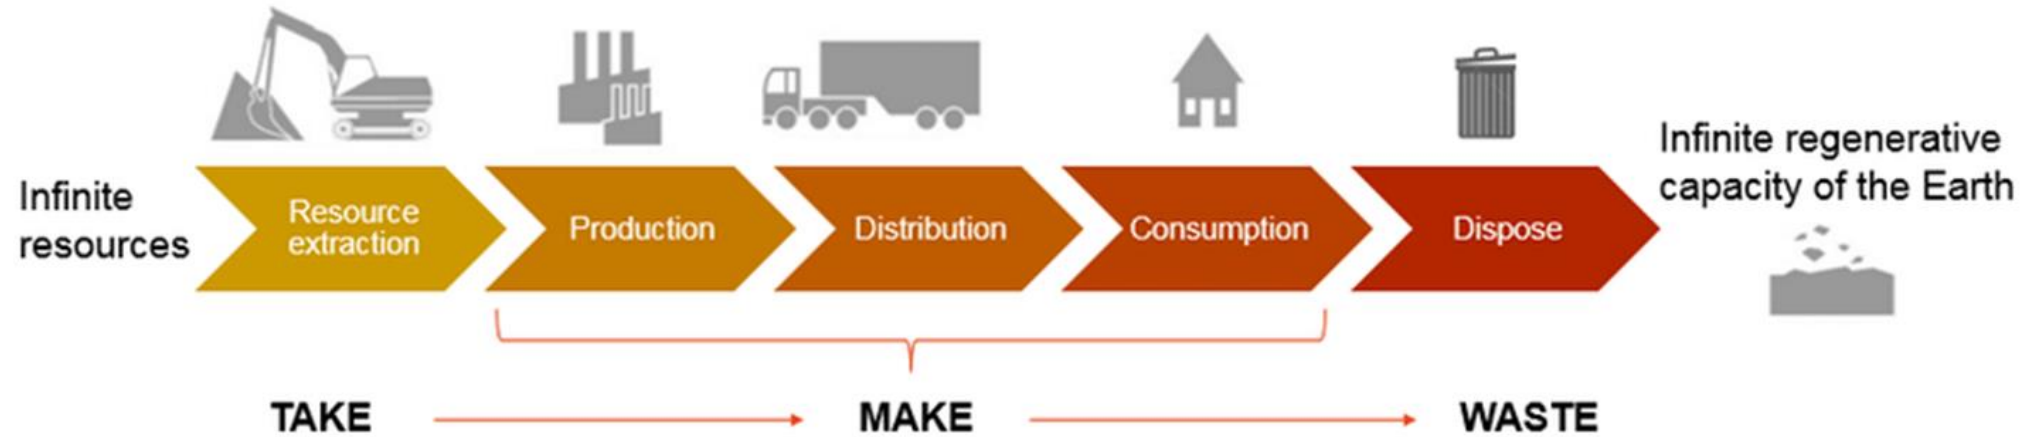 Infinite
resources
Resource
extraction
Production
Distribution
Consumption
Dispose
Infinite regenerative
capacity of the Earth
TAKE
MAKE
WASTE